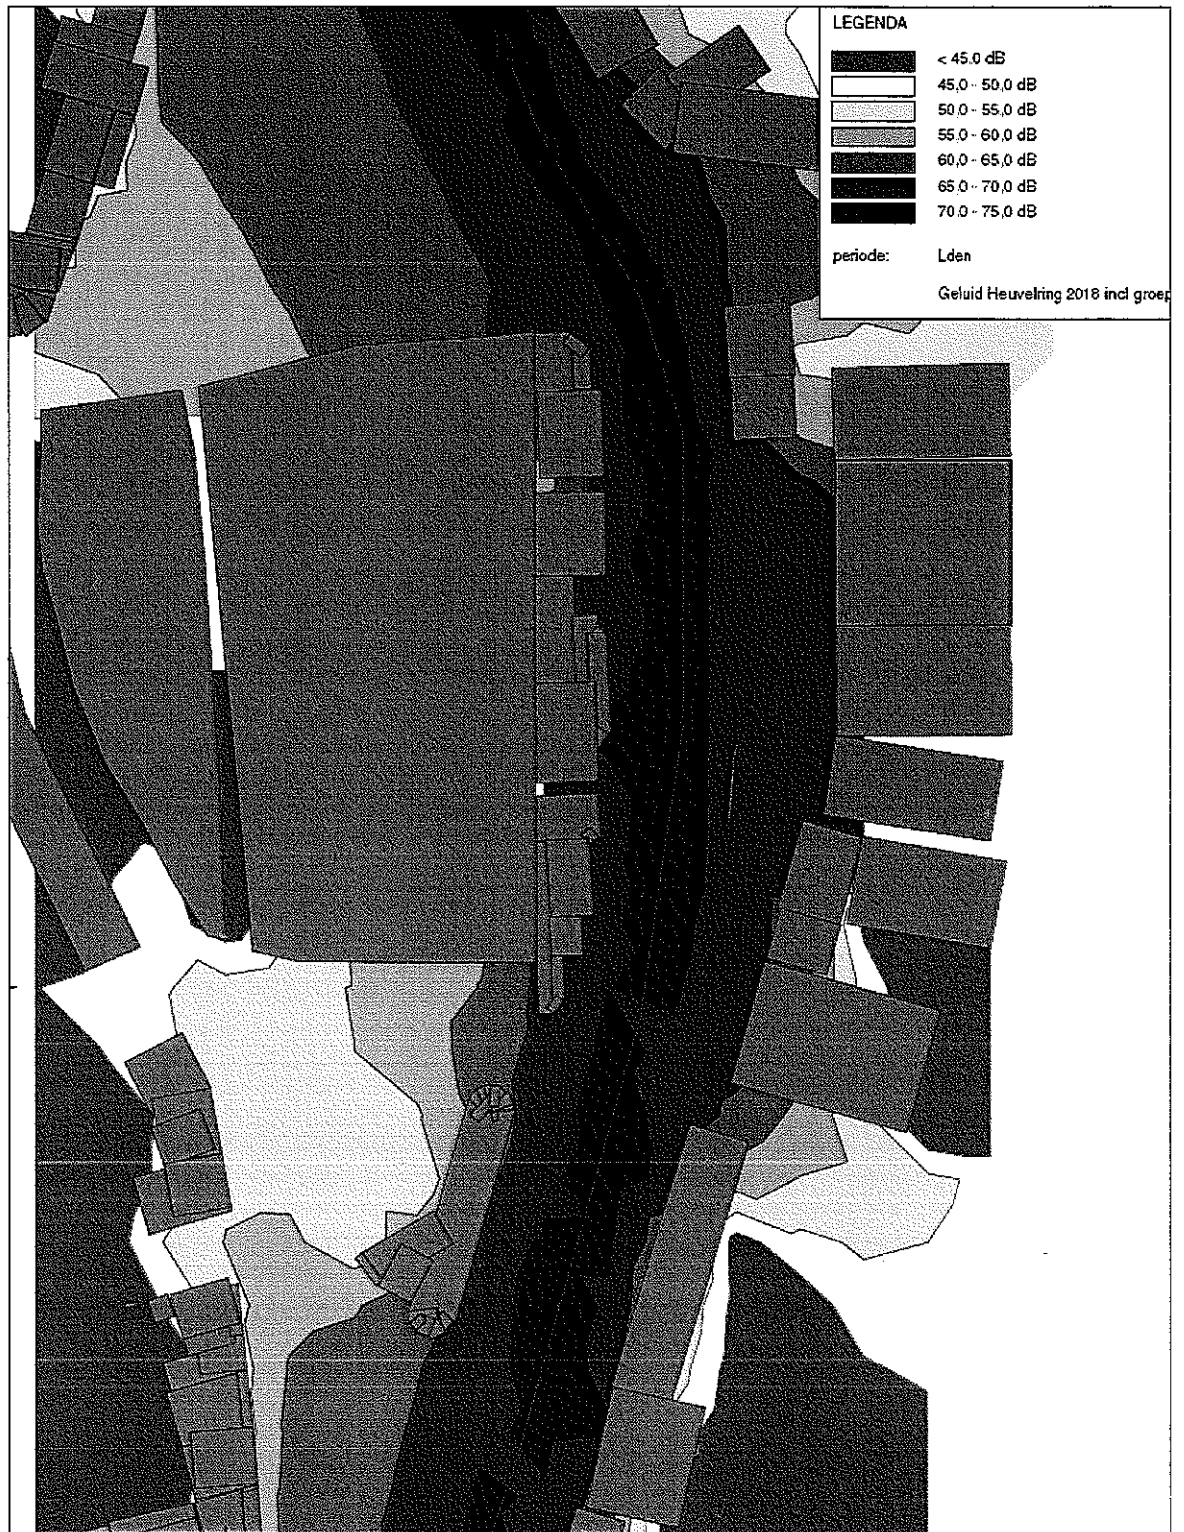 LEGENDA
< 45.0 dB
45,0 - 50,0 dB
50.0 - 55,0 dB
55.0 - 60,0 dB
60,0 - 65,0 dB
65.0 - 70,0 dB
70.0 - 75,0 dB
periode: Lden
Geluid Heuvelring 2018 incl groep